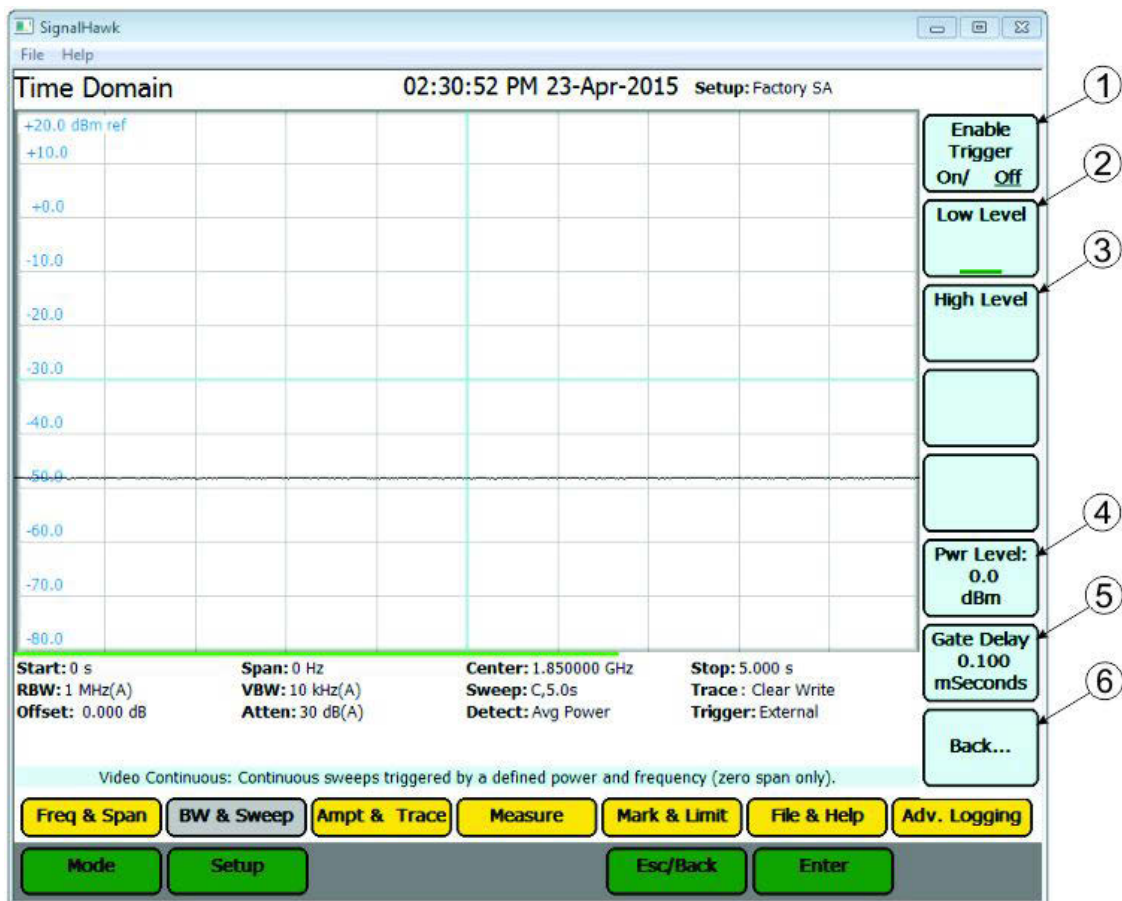 SignalHawk
File Help
Time Domain 02:30:52 PM 23-Apr-2015 Setup: Factory SA
+20.0 dBm ref
+10.0
+0.0
-10.0
-20.0
-30.0
-40.0
-50.0
-60.0
-70.0
-80.0
Enable
Trigger
On/ Off
Low Level
High Level
Pwr Level:
0.0
dBm
Gate Delay
0.100
mSeconds
Back...
1
2
3
4
5
6
Start: 0 s Span: 0 Hz Center: 1.850000 GHz Stop: 5.000 s
RBW: 1 MHz(A) VBW: 10 kHz(A) Sweep: C,5.0s Trace : Clear Write
Offset: 0.000 dB Atten: 30 dB(A) Detect: Avg Power Trigger: External
Video Continuous: Continuous sweeps triggered by a defined power and frequency (zero span only).
Freq & Span BW & Sweep Ampt & Trace Measure Mark & Limit File & Help Adv. Logging
Mode Setup Esc/Back Enter